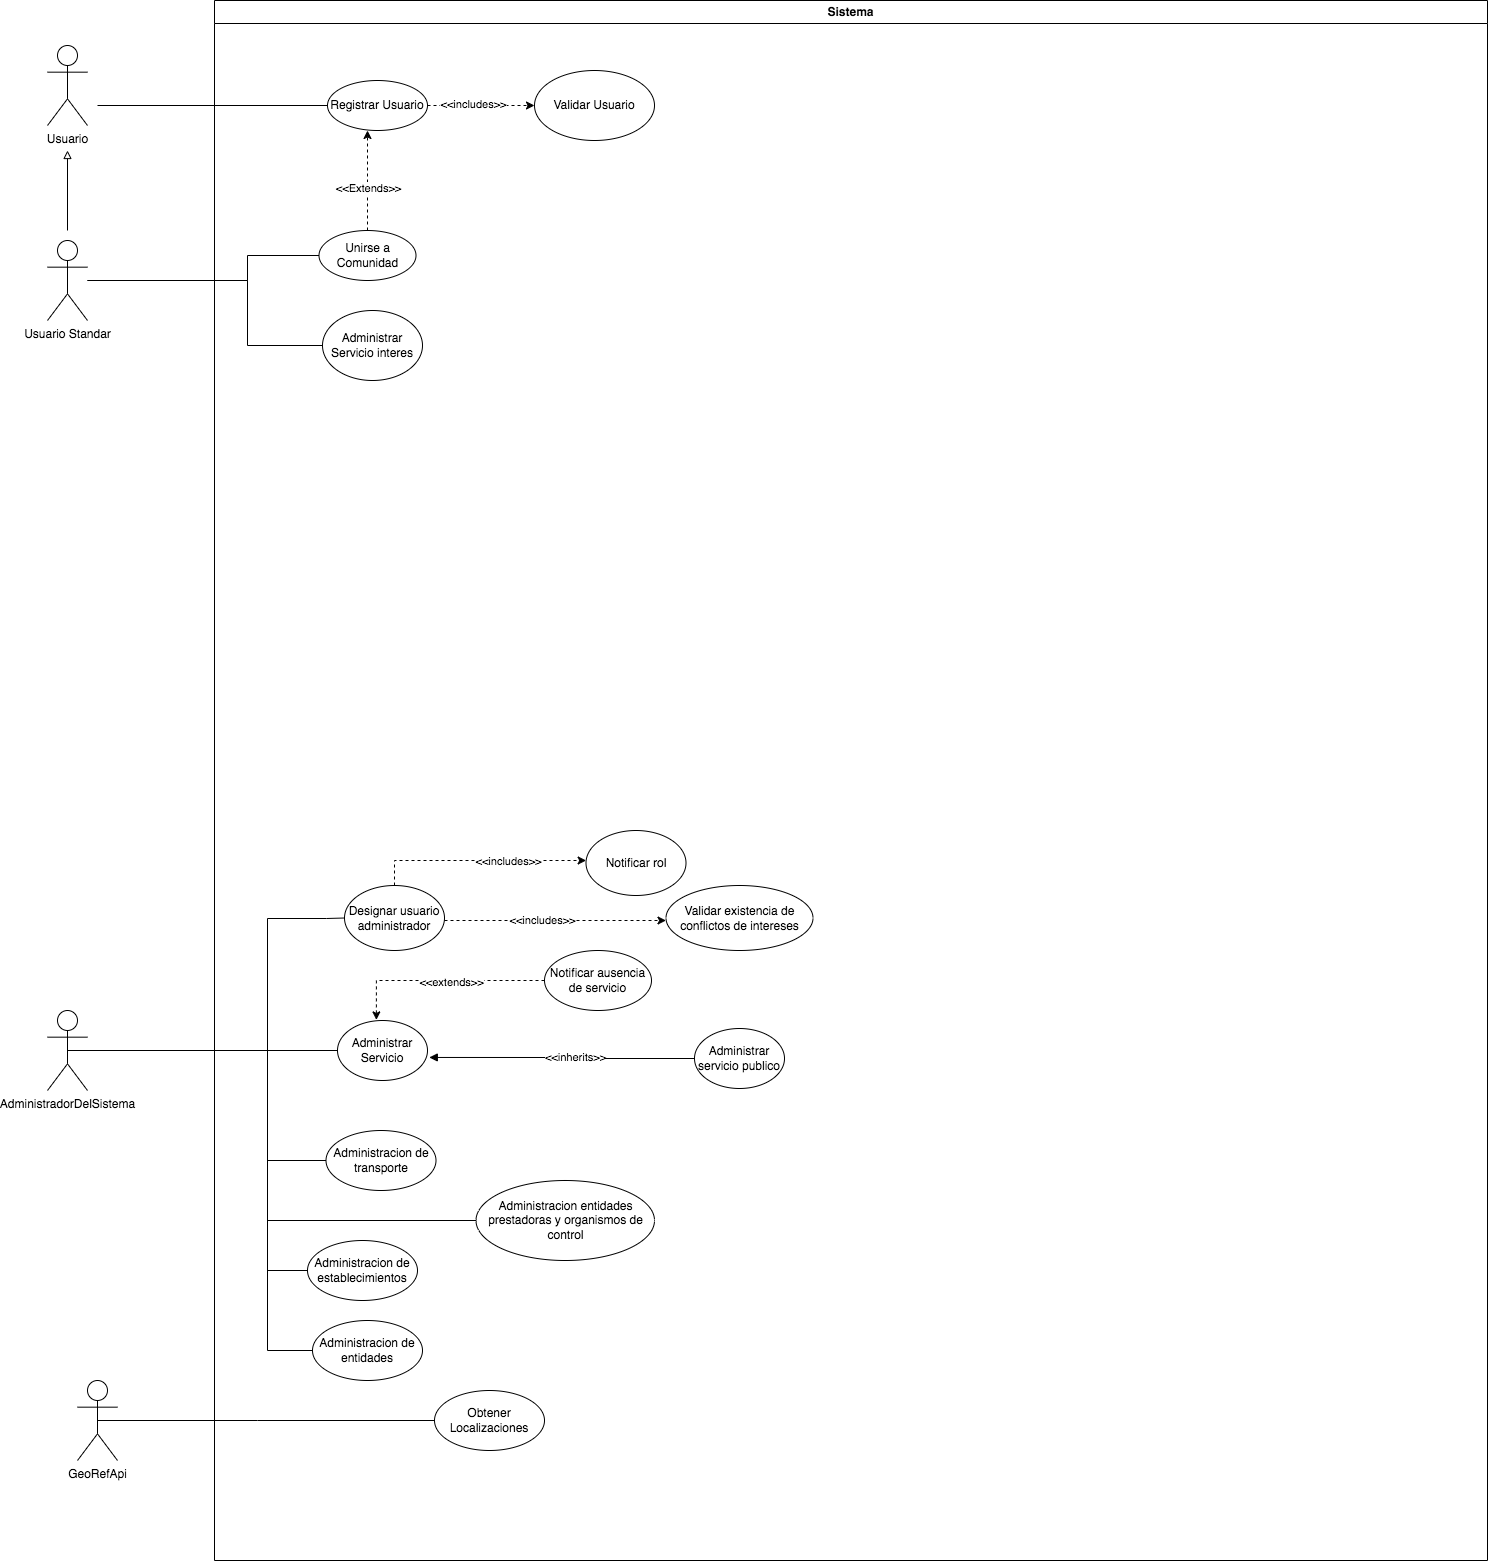 Sistema
Usuario
Registrar Usuario
<<includes>>
Validar Usuario
<<Extends>>
Unirse a
Comunidad
Usuario Standar
Administrar
Servicio interes
<<includes>>
Notificar rol
Designar usuario
administrador
<<includes>>
Validar existencia de
conflictos de intereses
<<extends>>
Notificar ausencia
de servicio
AdministradorDelSistema
Administrar
Servicio
<<inherits>>
Administrar
servicio publico
Administracion de
transporte
Administracion entidades
prestadoras y organismos de
control
Administracion de
establecimientos
Administracion de
entidades
GeoRefApi
Obtener
Localizaciones